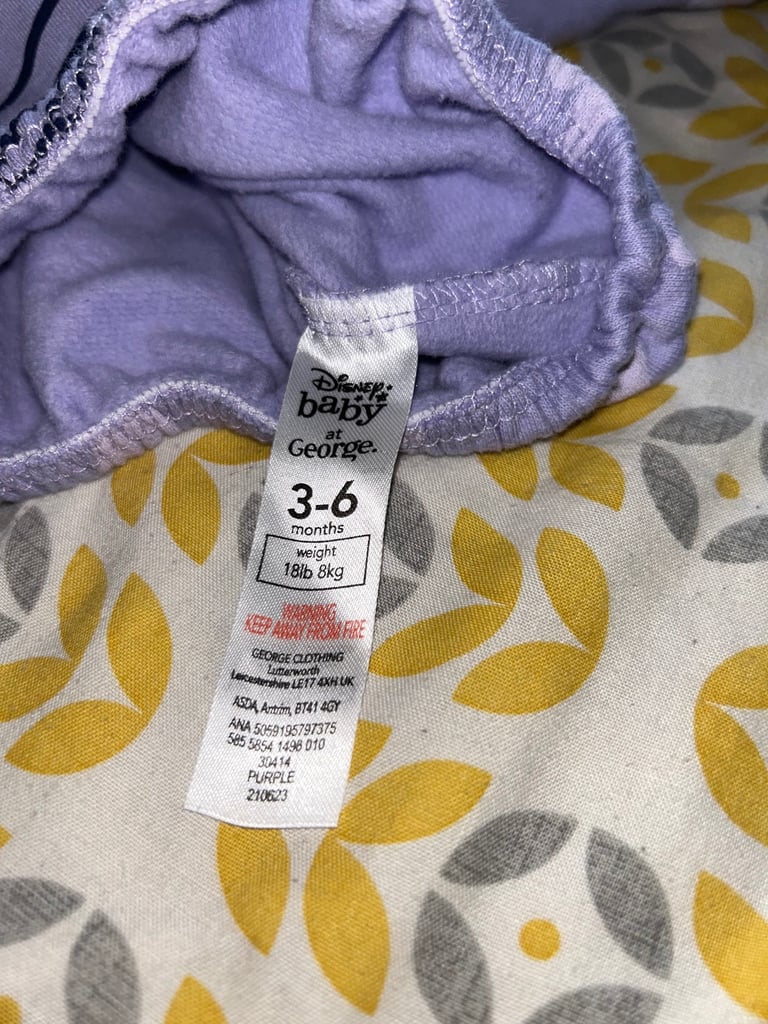 Disney
baby
at
George.
3-6
months
weight
18lb 8kg
WARNING
KEEP AWAY FROM FIRE
GEORGE CLOTHING
Lutterworth
Leicestershire LE17 4XH UK
ASDA, Antrim, BT41 4GY
ANA 5059195797375
585 5854 1498 010
30414
PURPLE
210623